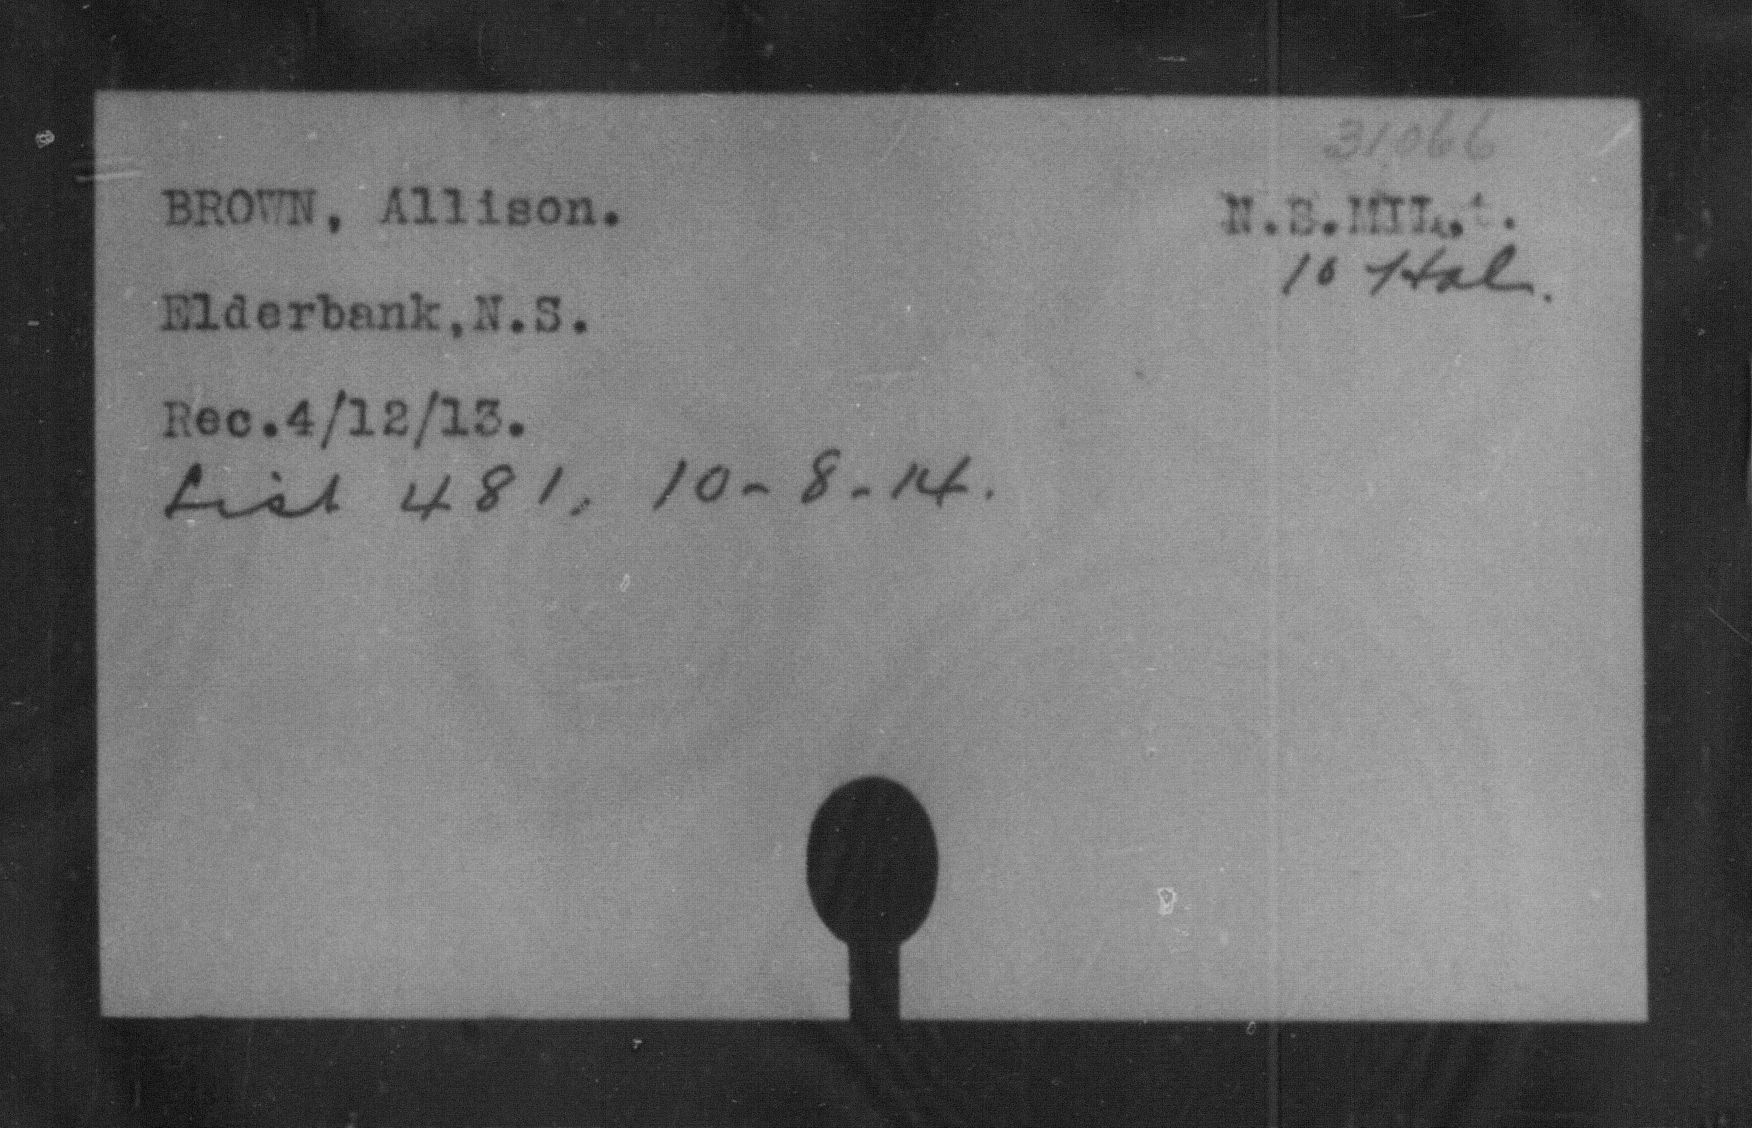 31066
BROWN, Allison.
N.S.MIL.t.
10 Hal.
Elderbank,N.S.
Rec.4/12/13.
List 481, 10-8-14.